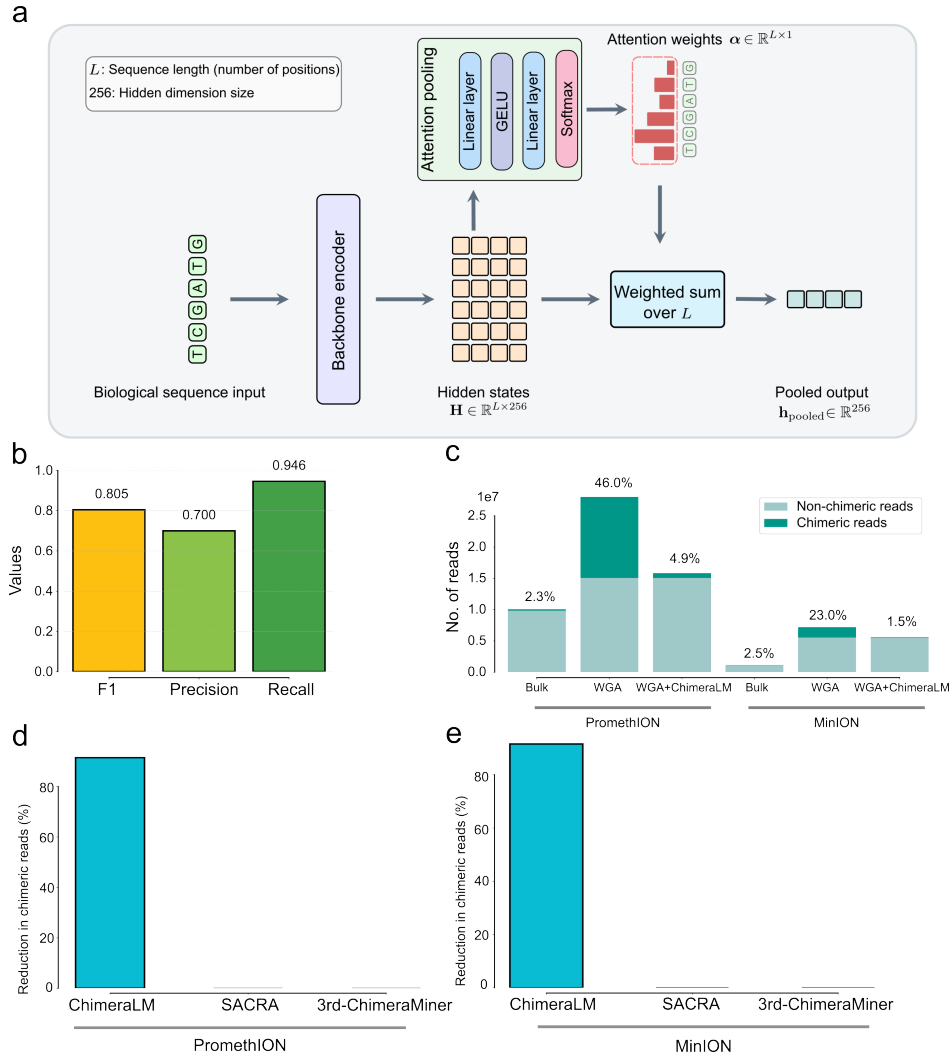 a
L: Sequence length (number of positions)
256: Hidden dimension size
Attention pooling
Linear layer
GELU
Linear layer
Softmax
Attention weights α ∈ ℝ^{L×1}
T C G A T G
T C G A T G
Backbone encoder
Weighted sum
over L
Biological sequence input
Hidden states
H ∈ ℝ^{L×256}
Pooled output
h_{pooled} ∈ ℝ^{256}
b
Values
1.0
0.8
0.6
0.4
0.2
0.0
0.805
0.700
0.946
F1
Precision
Recall
c
1e7
No. of reads
2.5
2.0
1.5
1.0
0.5
0.0
Non-chimeric reads
Chimeric reads
2.3%
46.0%
4.9%
2.5%
23.0%
1.5%
Bulk
WGA
WGA+ChimeraLM
Bulk
WGA
WGA+ChimeraLM
PromethION
MinION
d
Reduction in chimeric reads (%)
80
60
40
20
0
ChimeraLM
SACRA
3rd-ChimeraMiner
PromethION
e
Reduction in chimeric reads (%)
80
60
40
20
0
ChimeraLM
SACRA
3rd-ChimeraMiner
MinION